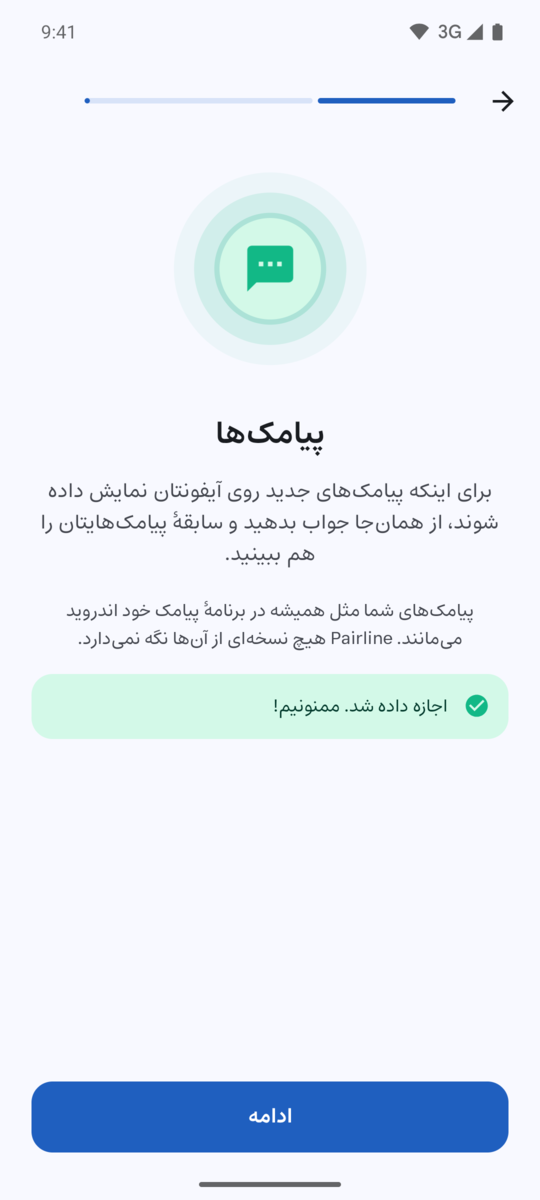 9:41
3G
پیامک‌ها
برای اینکه پیامک‌های جدید روی آیفونتان نمایش داده
شوند، از همان‌جا جواب بدهید و سابقهٔ پیامک‌هایتان را
هم ببینید.
پیامک‌های شما مثل همیشه در برنامهٔ پیامک خود اندروید
می‌مانند. Pairline هیچ نسخه‌ای از آن‌ها نگه نمی‌دارد.
اجازه داده شد. ممنونیم!
ادامه